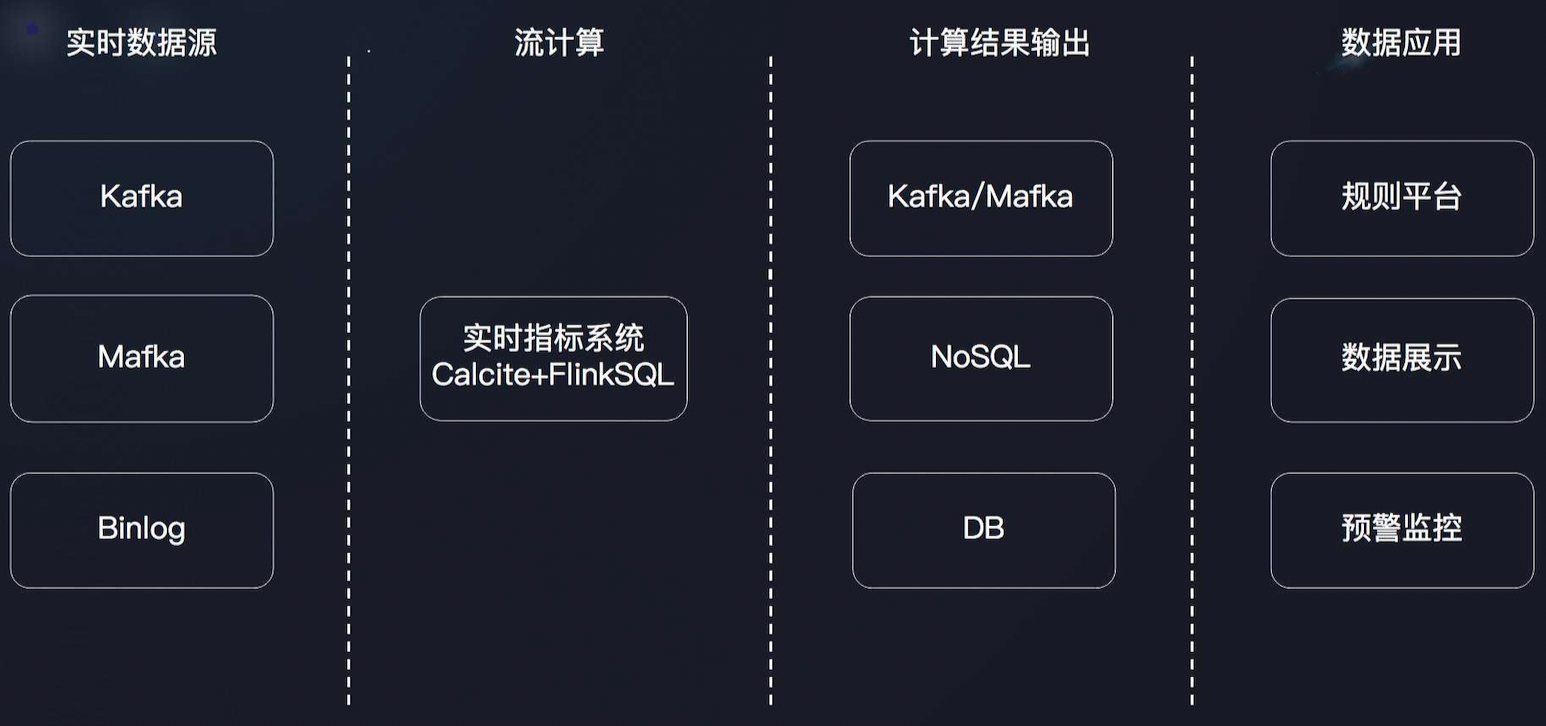 实时数据源
流计算
计算结果输出
数据应用
Kafka
Kafka/Mafka
规则平台
Mafka
实时指标系统
Calcite+FlinkSQL
NoSQL
数据展示
Binlog
DB
预警监控